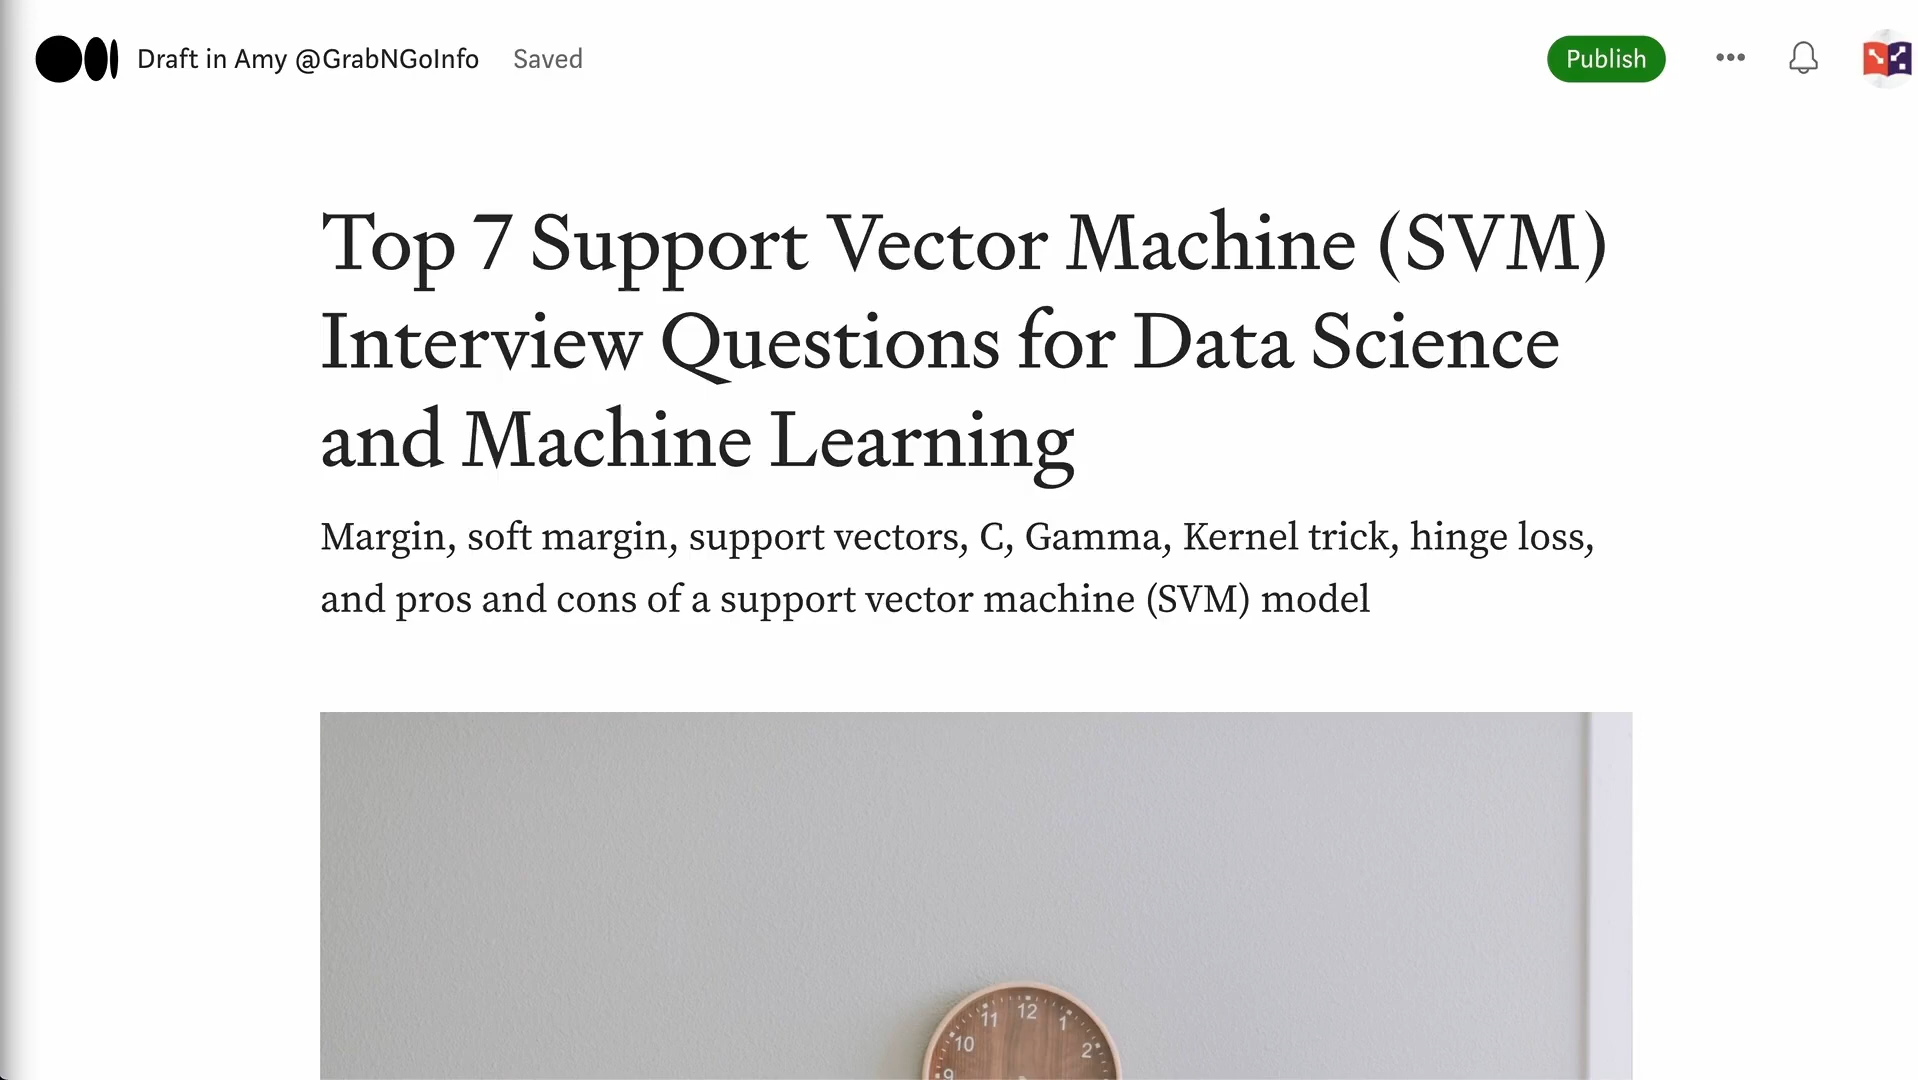 Draft in Amy @GrabNGoInfo Saved
Publish
Top 7 Support Vector Machine (SVM)
Interview Questions for Data Science
and Machine Learning
Margin, soft margin, support vectors, C, Gamma, Kernel trick, hinge loss,
and pros and cons of a support vector machine (SVM) model
11 12 1
10 2
9